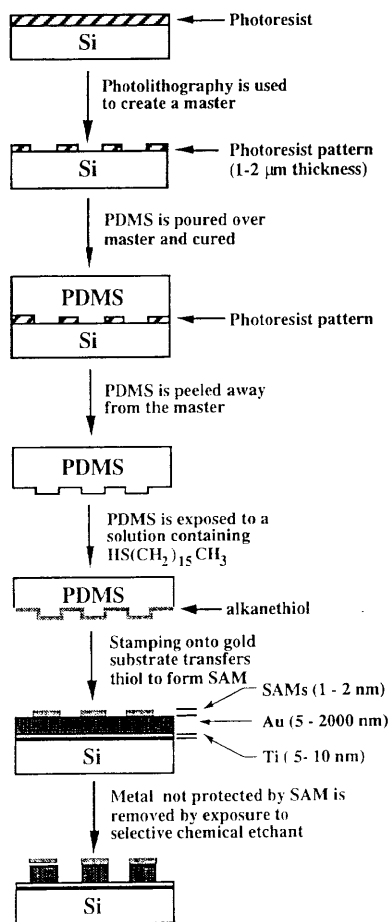 Photoresist
Si
Photolithography is used
to create a master
Photoresist pattern
(1-2 μm thickness)
Si
PDMS is poured over
master and cured
PDMS
Photoresist pattern
Si
PDMS is peeled away
from the master
PDMS
PDMS is exposed to a
solution containing
HS(CH2)15CH3
PDMS
alkanethiol
Stamping onto gold
substrate transfers
thiol to form SAM
SAMs (1 - 2 nm)
Au (5 - 2000 nm)
Ti ( 5- 10 nm)
Si
Metal not protected by SAM is
removed by exposure to
selective chemical etchant
Si